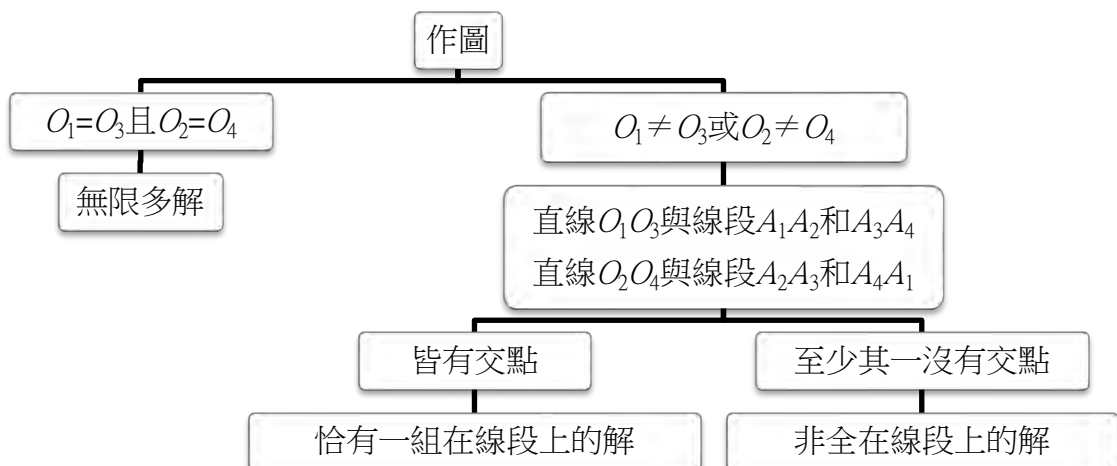 作圖
O₁=O₃且O₂=O₄
O₁≠O₃或O₂≠O₄
無限多解
直線O₁O₃與線段A₁A₂和A₃A₄
直線O₂O₄與線段A₂A₃和A₄A₁
皆有交點
至少其一沒有交點
恰有一組在線段上的解
非全在線段上的解